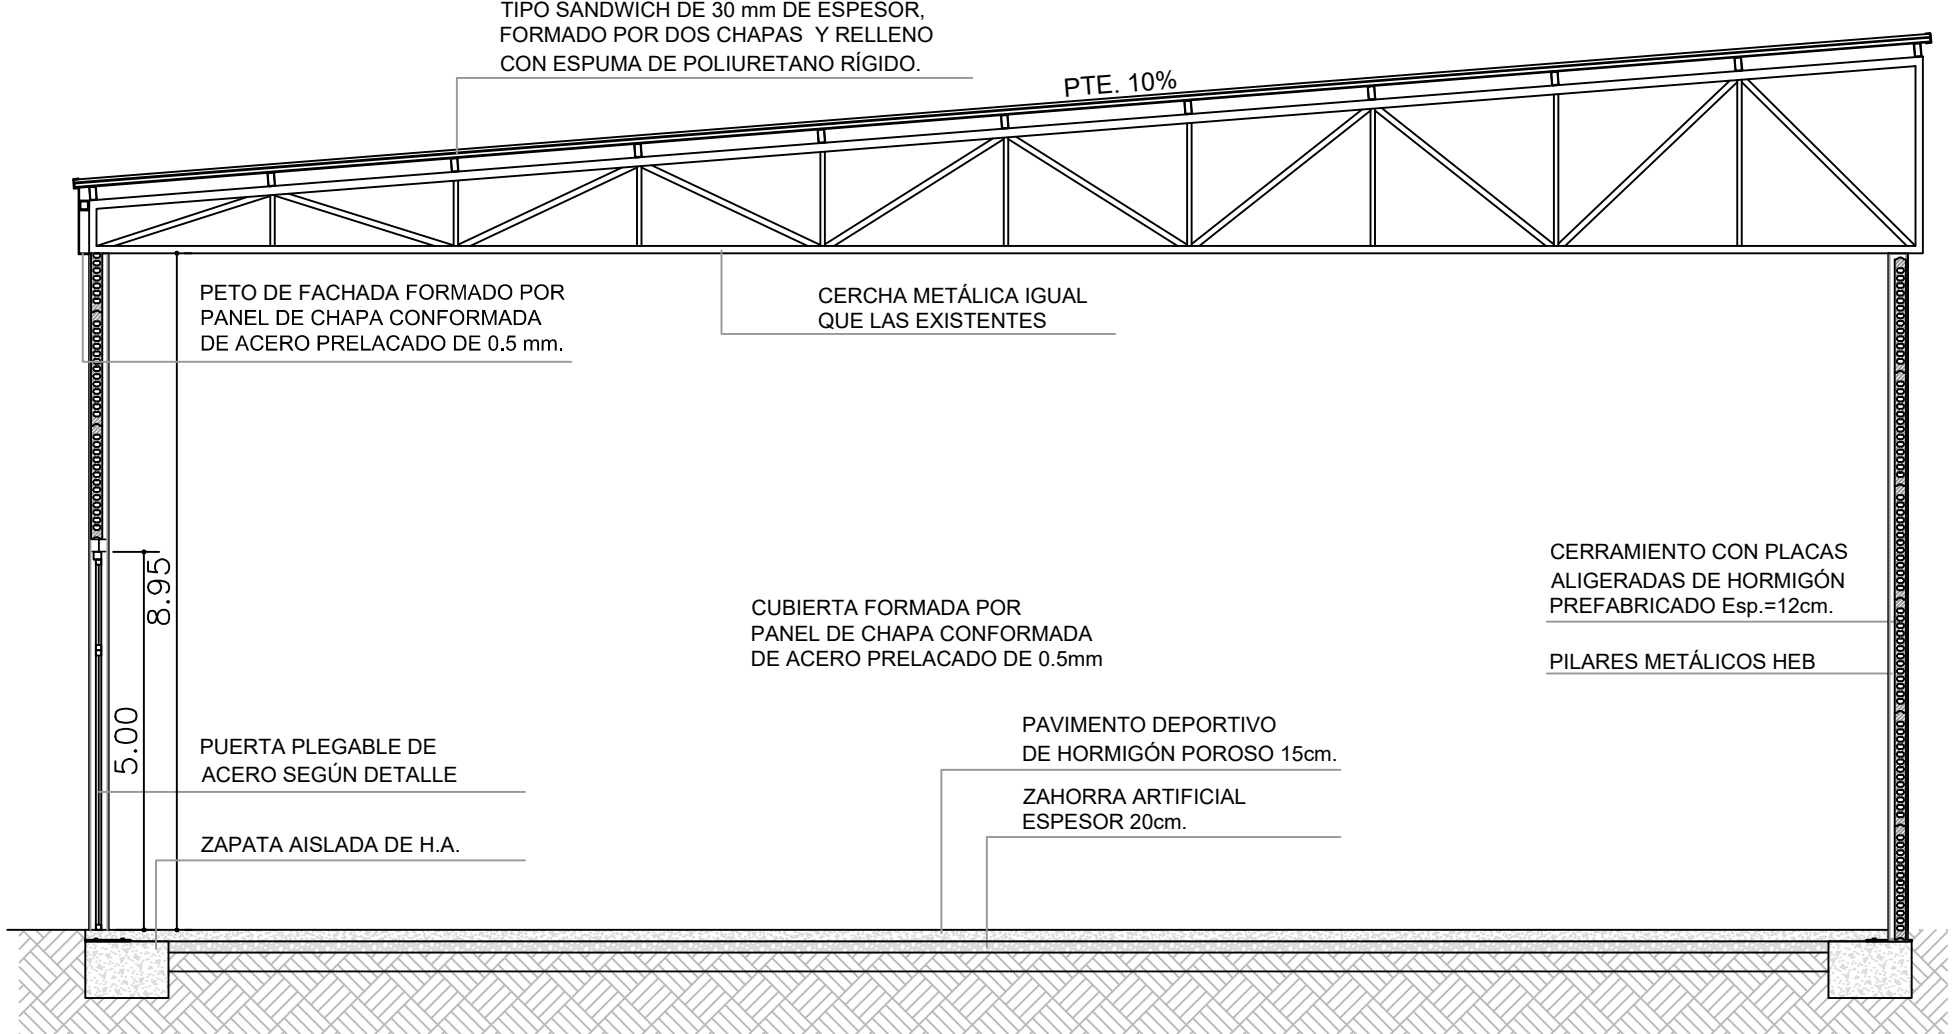 TIPO SANDWICH DE 30 mm DE ESPESOR,
FORMADO POR DOS CHAPAS Y RELLENO
CON ESPUMA DE POLIURETANO RÍGIDO.
PTE. 10%
PETO DE FACHADA FORMADO POR
PANEL DE CHAPA CONFORMADA
DE ACERO PRELACADO DE 0.5 mm.
CERCHA METÁLICA IGUAL
QUE LAS EXISTENTES
8.95
5.00
CERRAMIENTO CON PLACAS
ALIGERADAS DE HORMIGÓN
PREFABRICADO Esp.=12cm.
CUBIERTA FORMADA POR
PANEL DE CHAPA CONFORMADA
DE ACERO PRELACADO DE 0.5mm
PILARES METÁLICOS HEB
PUERTA PLEGABLE DE
ACERO SEGÚN DETALLE
PAVIMENTO DEPORTIVO
DE HORMIGÓN POROSO 15cm.
ZAHORRA ARTIFICIAL
ESPESOR 20cm.
ZAPATA AISLADA DE H.A.